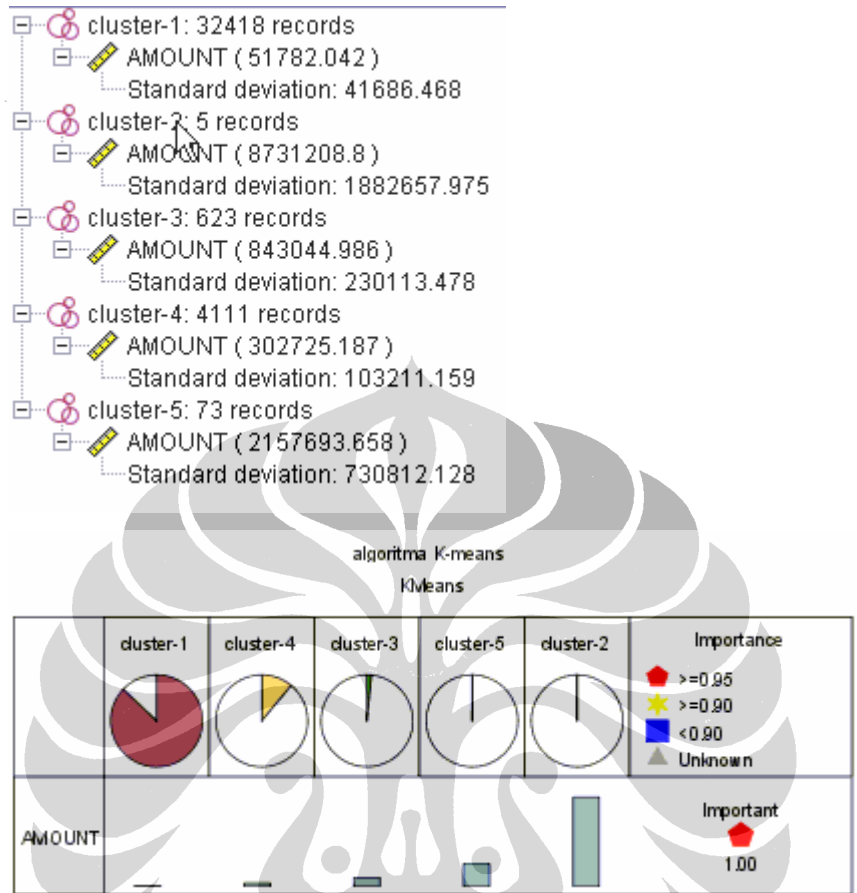 cluster-1: 32418 records
AMOUNT ( 51782.042 )
Standard deviation: 41686.468
cluster-2: 5 records
AMOUNT ( 8731208.8 )
Standard deviation: 1882657.975
cluster-3: 623 records
AMOUNT ( 843044.986 )
Standard deviation: 230113.478
cluster-4: 4111 records
AMOUNT ( 302725.187 )
Standard deviation: 103211.159
cluster-5: 73 records
AMOUNT ( 2157693.658 )
Standard deviation: 730812.128
algoritma K-means
KMeans
cluster-1 cluster-4 cluster-3 cluster-5 cluster-2 Importance
>=0.95
>=0.90
<0.90
Unknown
AMOUNT
Important
1.00